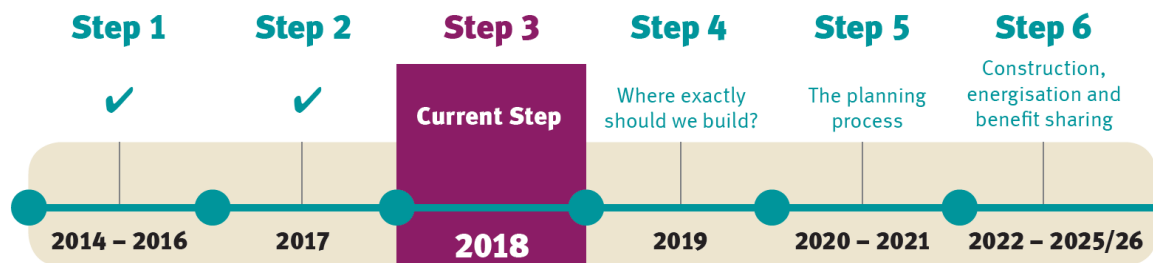 Step 1
Step 2
Step 3
Step 4
Step 5
Step 6
✔
✔
Current Step
Where exactly
should we build?
The planning
process
Construction,
energisation and
benefit sharing
2014 – 2016
2017
2018
2019
2020 – 2021
2022 – 2025/26